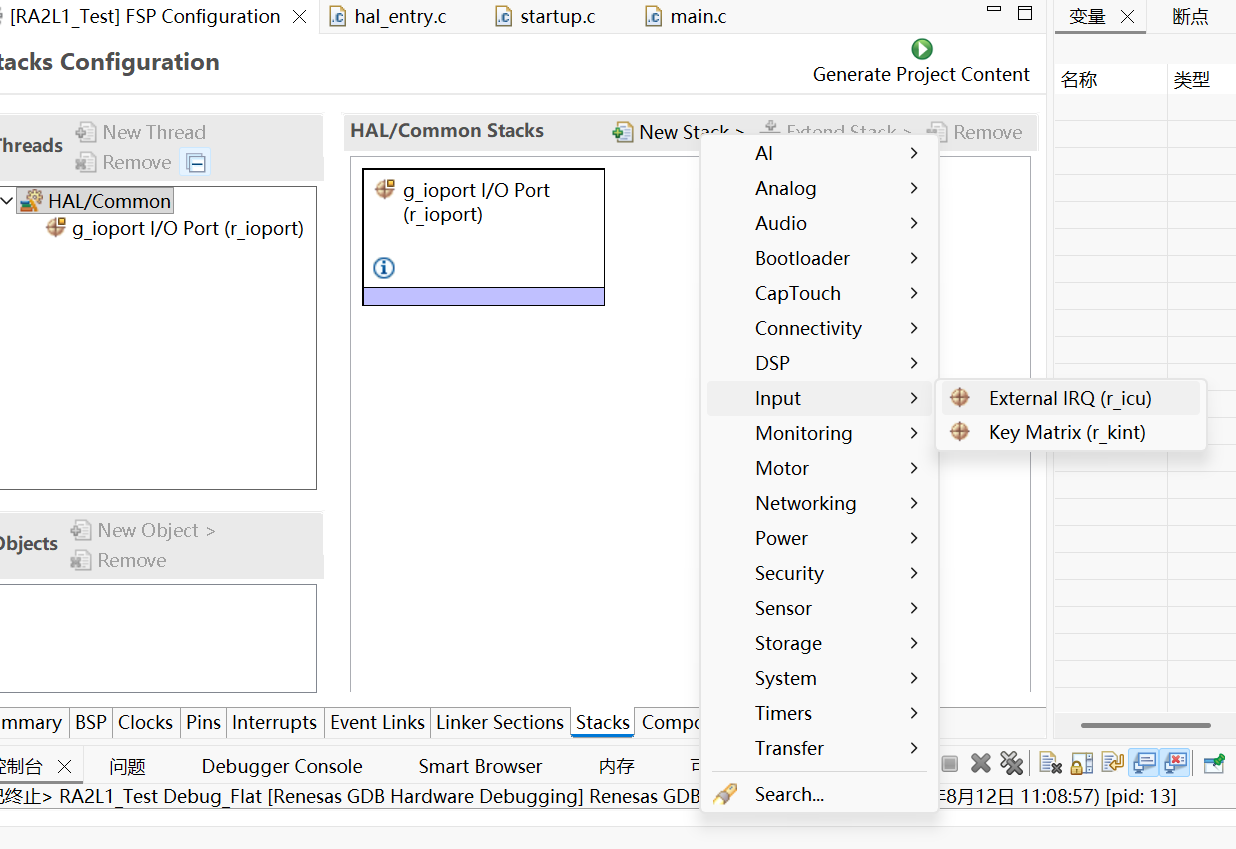 [RA2L1_Test] FSP Configuration
hal_entry.c
startup.c
main.c
变量
断点
tacks Configuration
Generate Project Content
名称
类型
hreads
New Thread
Remove
HAL/Common Stacks
New Stack >
Extend Stack >
Remove
HAL/Common
g_ioport I/O Port (r_ioport)
g_ioport I/O Port
(r_ioport)
AI
Analog
Audio
Bootloader
CapTouch
Connectivity
DSP
Input
Monitoring
Motor
Networking
Power
Security
Sensor
Storage
System
Timers
Transfer
Search...
External IRQ (r_icu)
Key Matrix (r_kint)
Objects
New Object >
Remove
mmary
BSP
Clocks
Pins
Interrupts
Event Links
Linker Sections
Stacks
Compo
控制台
问题
Debugger Console
Smart Browser
内存
已终止> RA2L1_Test Debug_Flat [Renesas GDB Hardware Debugging] Renesas GDB
8月12日 11:08:57) [pid: 13]